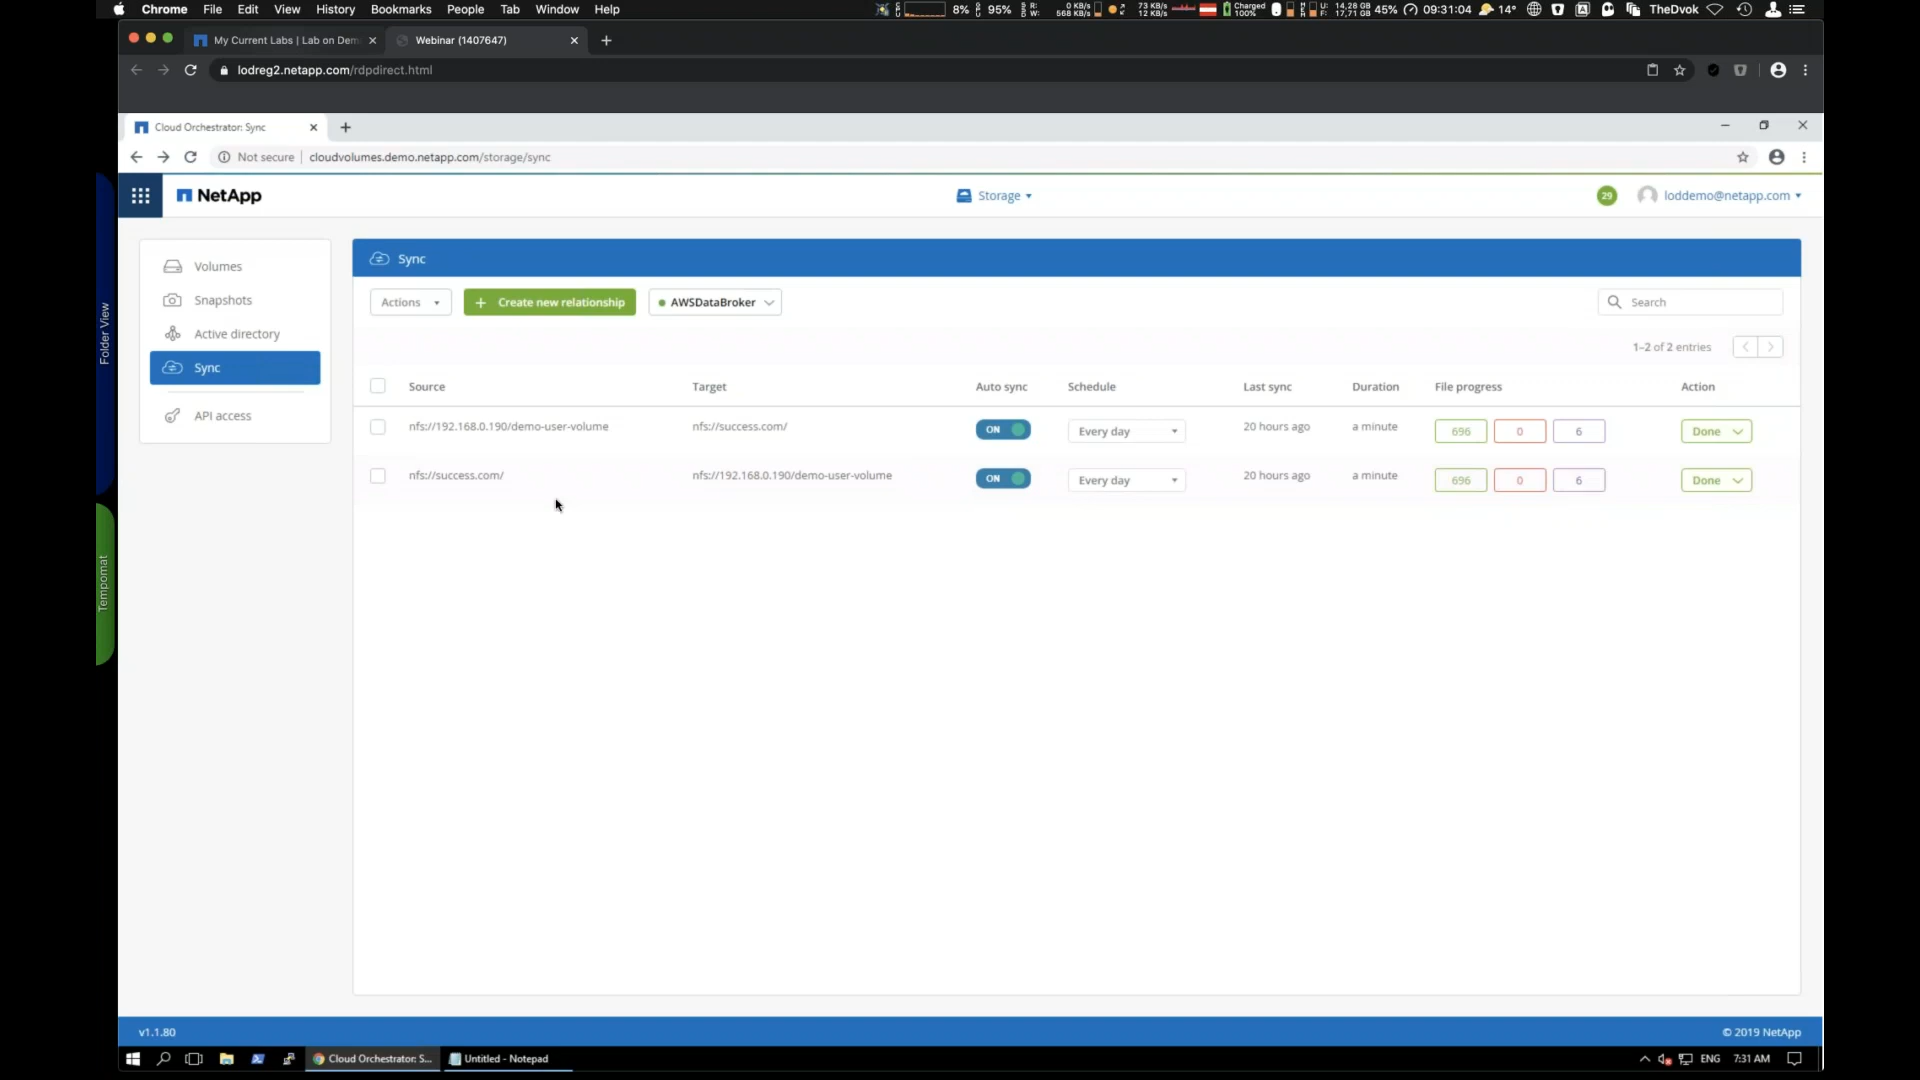 Chrome File Edit View History Bookmarks People Tab Window Help
8% 95% R: W: 0 KB/s 568 KB/s 73 KB/s 12 KB/s Charged 100% U: F: 14,28 GB 17,71 GB 45% 09:31:04 14° TheDvok
My Current Labs | Lab on Dem Webinar (1407647)
lodreg2.netapp.com/rdpdirect.html
Cloud Orchestrator: Sync
Not secure | cloudvolumes.demo.netapp.com/storage/sync
NetApp Storage 29 loddemo@netapp.com
Folder View
Tempomat
Volumes
Snapshots
Active directory
Sync
API access
Sync
Actions + Create new relationship AWSDataBroker Search
1–2 of 2 entries
Source Target Auto sync Schedule Last sync Duration File progress Action
nfs://192.168.0.190/demo-user-volume nfs://success.com/ ON Every day 20 hours ago a minute 696 0 6 Done
nfs://success.com/ nfs://192.168.0.190/demo-user-volume ON Every day 20 hours ago a minute 696 0 6 Done
v1.1.80 © 2019 NetApp
Cloud Orchestrator: S... Untitled - Notepad ENG 7:31 AM